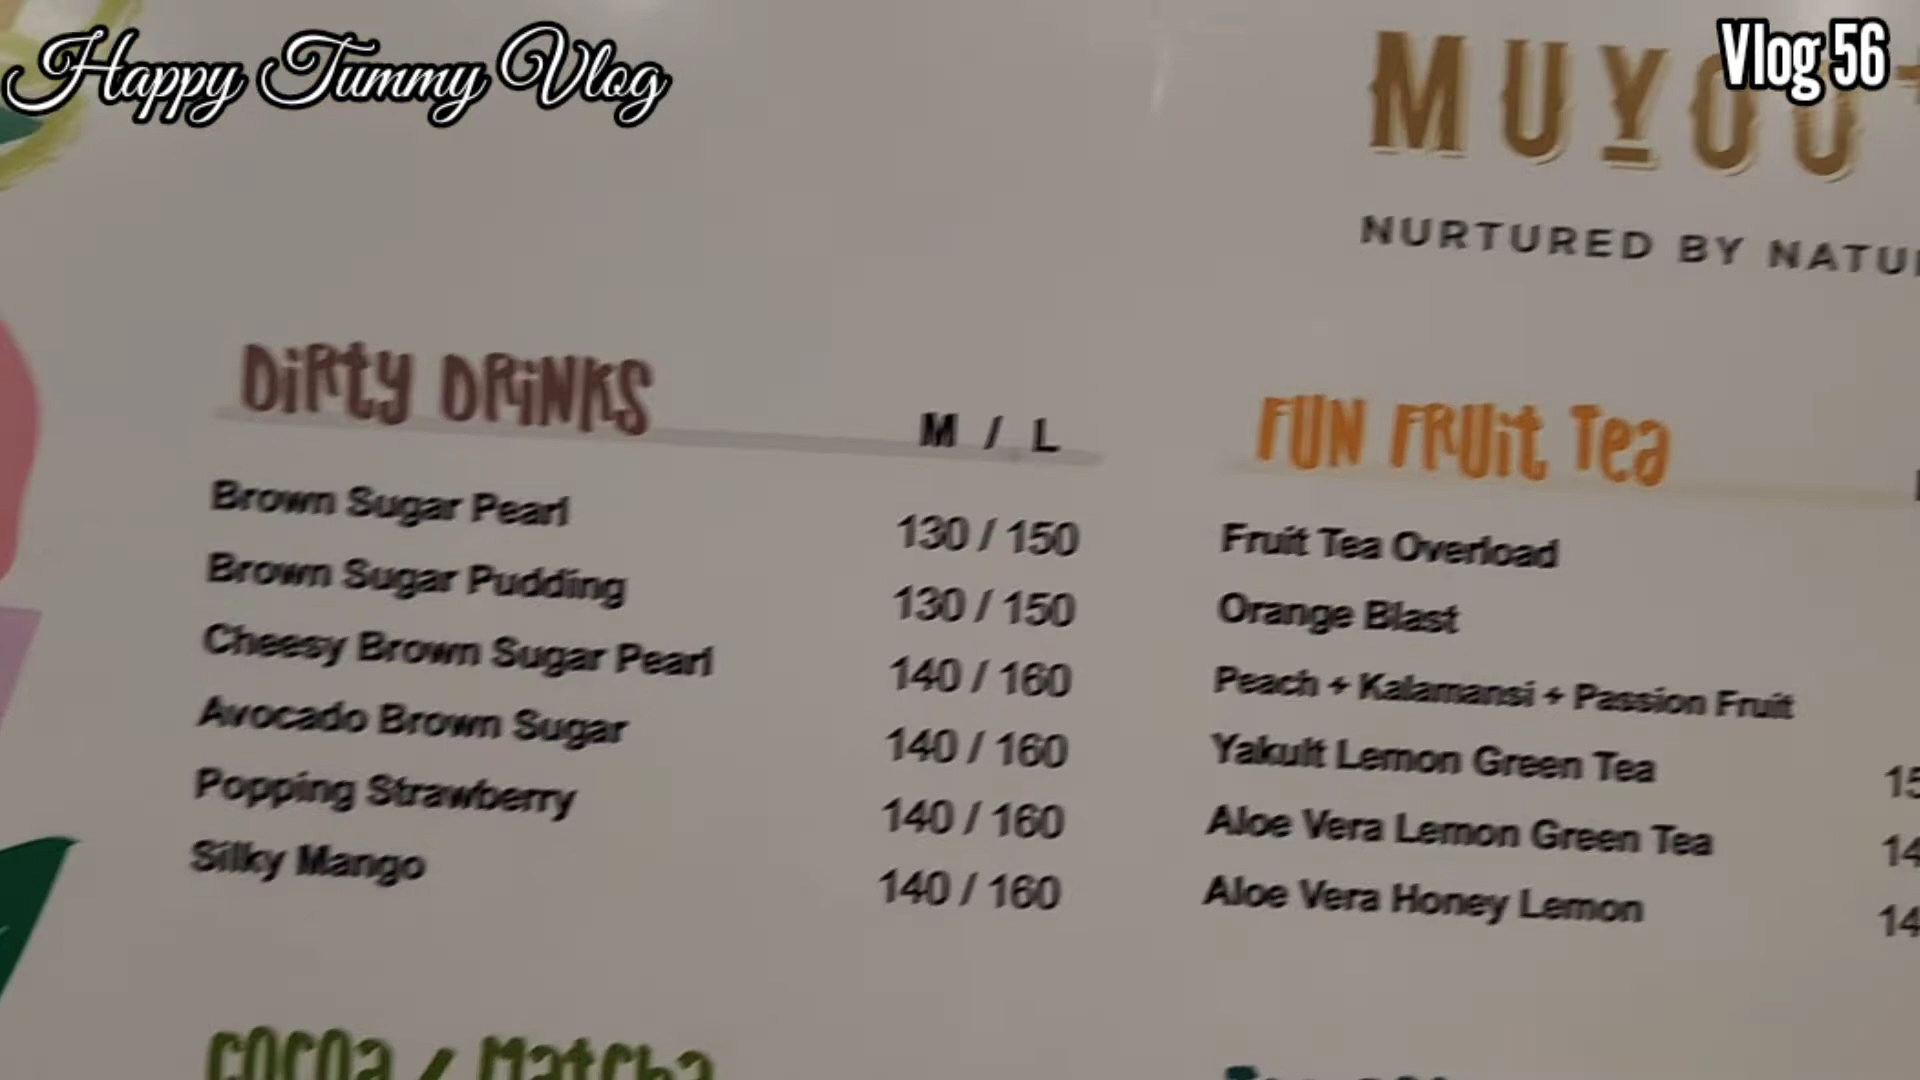 Happy Tummy Vlog
Vlog 56
MUYOU+
NURTURED BY
DiRty DRiNKS
M / L
Brown Sugar Pearl 130 / 150
Brown Sugar Pudding 130 / 150
Cheesy Brown Sugar Pearl 140 / 160
Avocado Brown Sugar 140 / 160
Popping Strawberry 140 / 160
Silky Mango 140 / 160
FUN FRUit Tea
Fruit Tea Overload
Orange Blast
Peach + Kalamansi + Passion Fruit
Yakult Lemon Green Tea
Aloe Vera Lemon Green Tea
Aloe Vera Honey Lemon
COCOa / MatCha